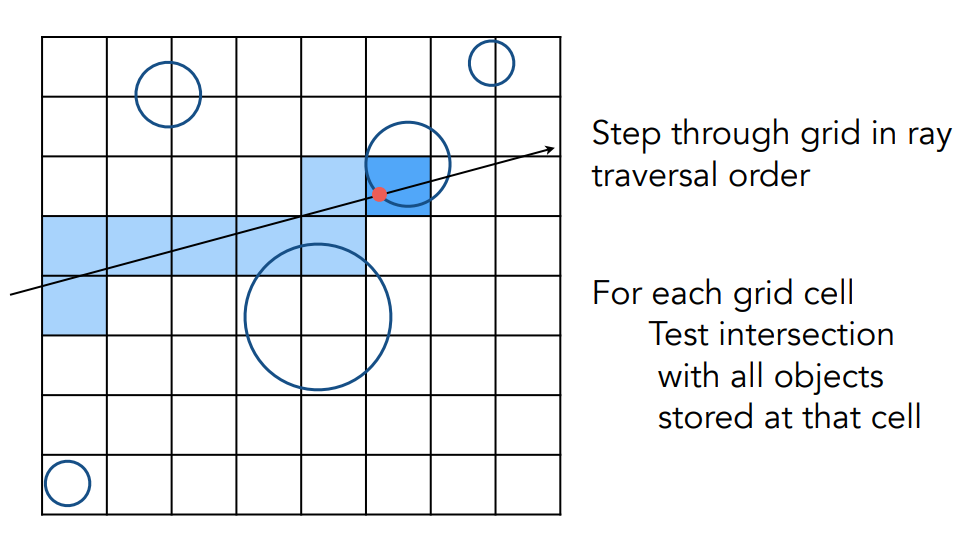 Step through grid in ray
traversal order
For each grid cell
Test intersection
with all objects
stored at that cell